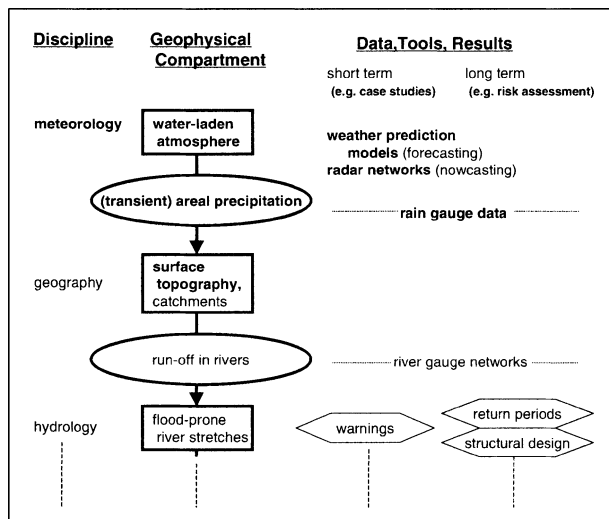 Discipline
Geophysical
Compartment
Data,Tools, Results
short term
(e.g. case studies)
long term
(e.g. risk assessment)
meteorology
water-laden
atmosphere
weather prediction
models (forecasting)
radar networks (nowcasting)
(transient) areal precipitation
rain gauge data
geography
surface
topography,
catchments
run-off in rivers
river gauge networks
hydrology
flood-prone
river stretches
warnings
return periods
structural design